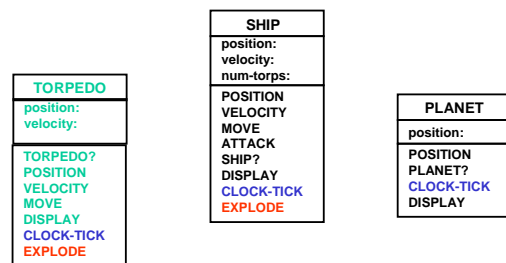 TORPEDO
position:
velocity:
TORPEDO?
POSITION
VELOCITY
MOVE
DISPLAY
CLOCK-TICK
EXPLODE
SHIP
position:
velocity:
num-torps:
POSITION
VELOCITY
MOVE
ATTACK
SHIP?
DISPLAY
CLOCK-TICK
EXPLODE
PLANET
position:
POSITION
PLANET?
CLOCK-TICK
DISPLAY